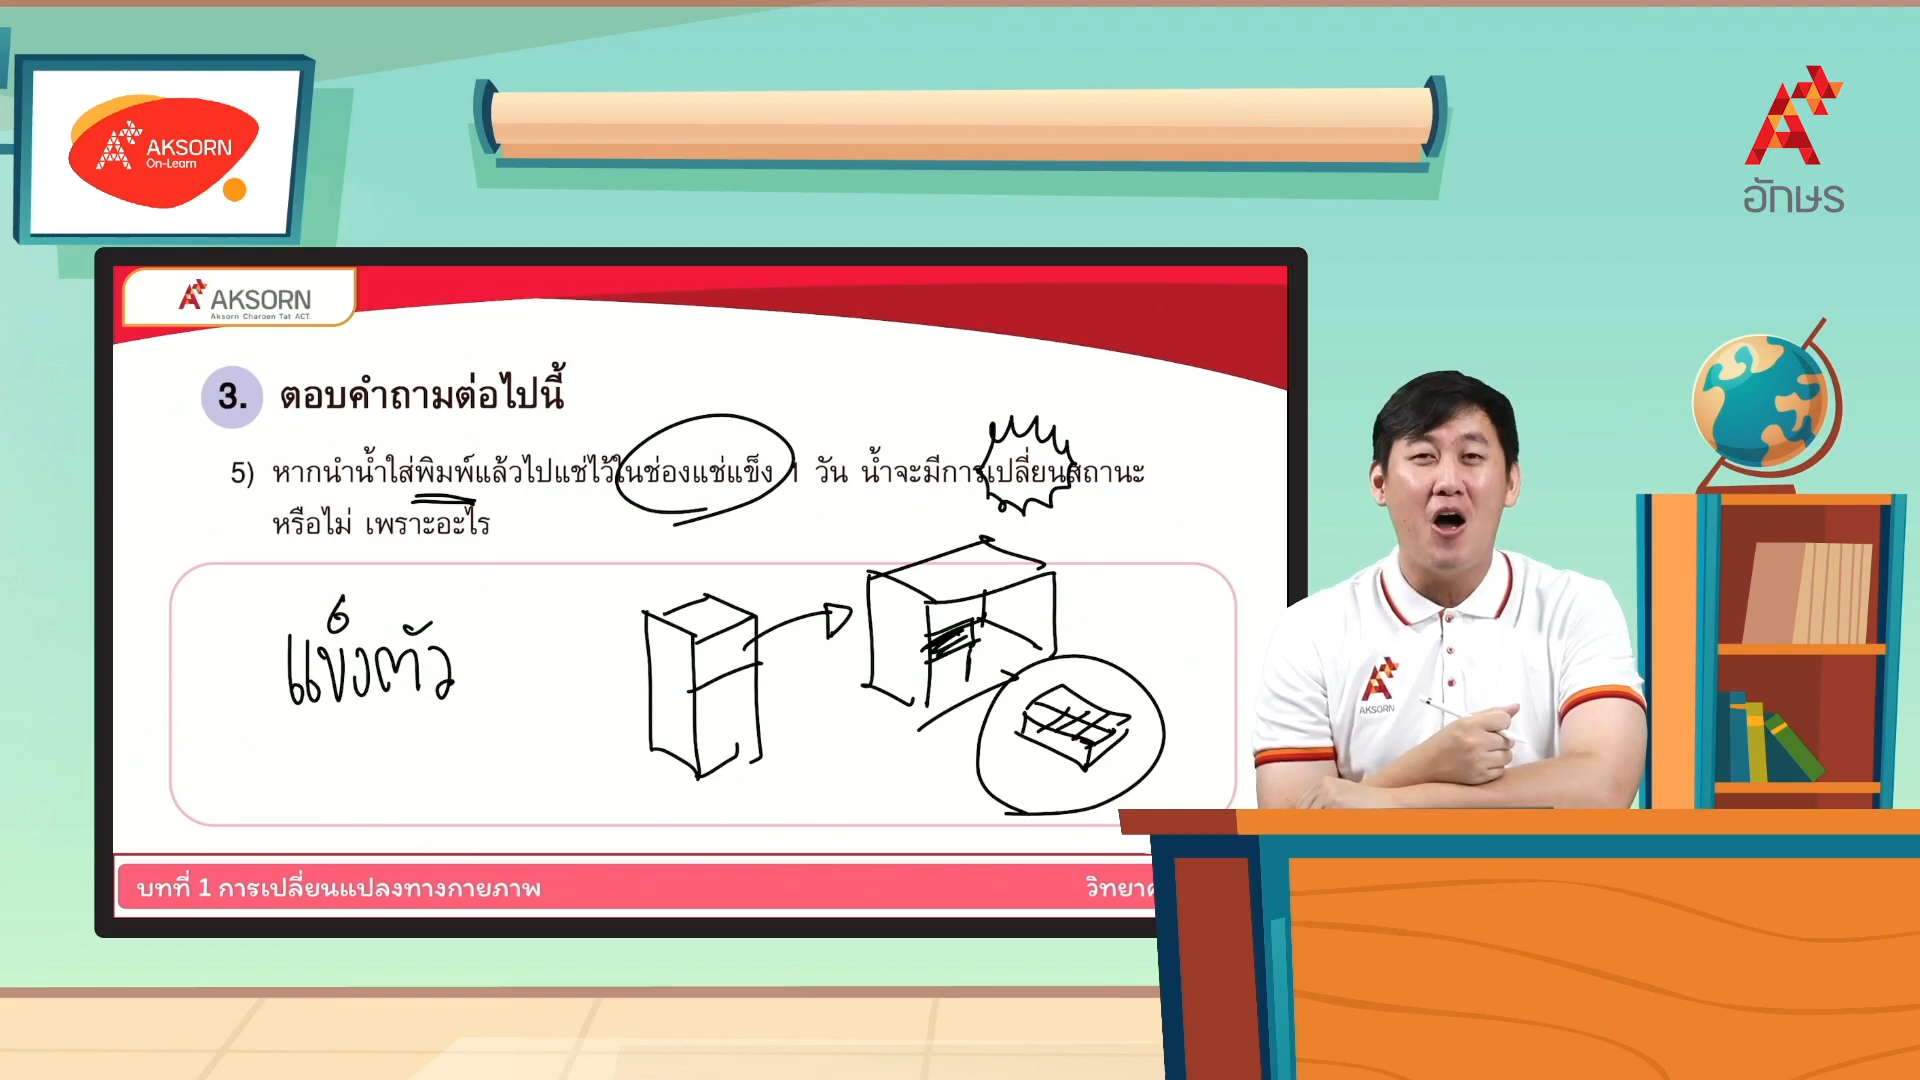 AKSORN
On-Learn
อักษร
AKSORN
Aksorn Charoen Tat ACT.
3. ตอบคำถามต่อไปนี้
5) หากนำน้ำใส่พิมพ์แล้วไปแช่ไว้ในช่องแช่แข็ง 1 วัน น้ำจะมีการเปลี่ยนสถานะ
หรือไม่ เพราะอะไร
แข็งตัว
AKSORN
บทที่ 1 การเปลี่ยนแปลงทางกายภาพ